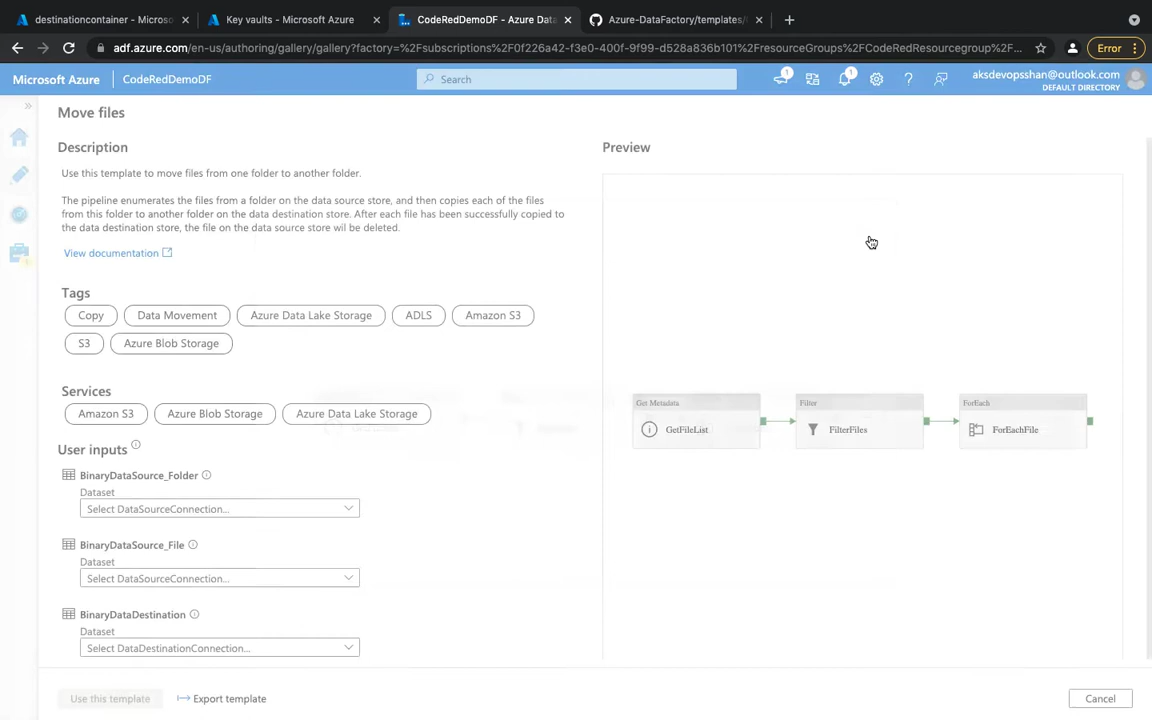 destinationcontainer - Microso
Key vaults - Microsoft Azure
CodeRedDemoDF - Azure Data
Azure-DataFactory/templates/
adf.azure.com/en-us/authoring/gallery/gallery?factory=%2Fsubscriptions%2F0f226a42-f3e0-400f-9f99-d528a836b101%2FresourceGroups%2FCodeRedResourcegroup%2F...
Error
Microsoft Azure
CodeRedDemoDF
Search
1
1
aksdevopsshan@outlook.com
DEFAULT DIRECTORY
Move files
Description
Use this template to move files from one folder to another folder.
The pipeline enumerates the files from a folder on the data source store, and then copies each of the files
from this folder to another folder on the data destination store. After each file has been successfully copied to
the data destination store, the file on the data source store wil be deleted.
View documentation
Tags
Copy
Data Movement
Azure Data Lake Storage
ADLS
Amazon S3
S3
Azure Blob Storage
Services
Amazon S3
Azure Blob Storage
Azure Data Lake Storage
User inputs
BinaryDataSource_Folder
Dataset
Select DataSourceConnection...
BinaryDataSource_File
Dataset
Select DataSourceConnection...
BinaryDataDestination
Dataset
Select DataDestinationConnection...
Preview
Get Metadata
GetFileList
Filter
FilterFiles
ForEach
ForEachFile
Use this template
Export template
Cancel